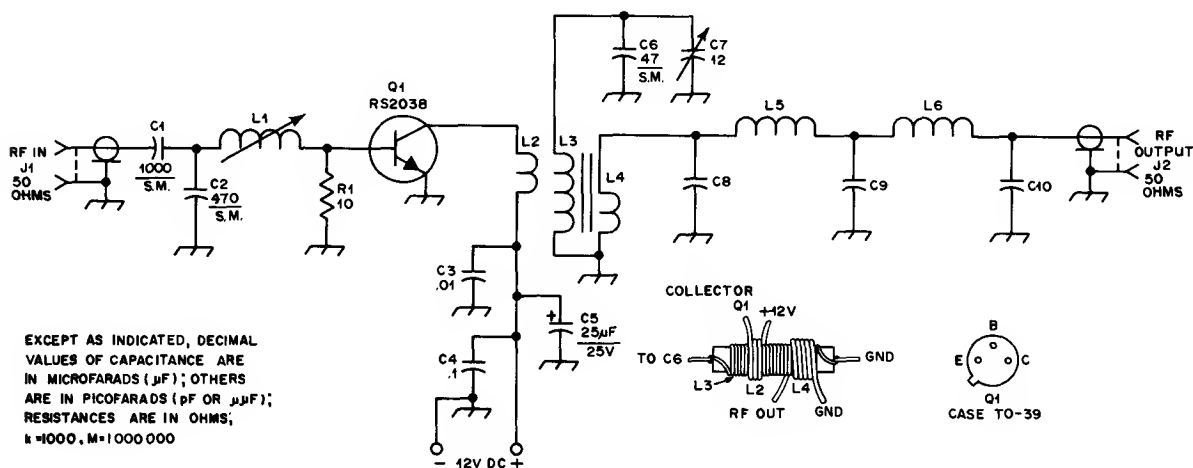 C6
47
S.M.
C7
12
Q1
RS2038
L1
C1
1000
S.M.
RF IN
J1
50
OHMS
C2
470
S.M.
R1
10
L2
L3
L4
L5
L6
C8
C9
C10
RF
OUTPUT
J2
50
OHMS
C3
.01
C4
.1
+
C5
25µF
25V
- 12V DC +
EXCEPT AS INDICATED, DECIMAL
VALUES OF CAPACITANCE ARE
IN MICROFARADS (µF); OTHERS
ARE IN PICOFARADS (pF OR µµF);
RESISTANCES ARE IN OHMS;
k=1000, M=1000000
COLLECTOR
Q1
+12V
TO C6
GND
L3
L2
L4
RF OUT
GND
B
E
C
Q1
CASE TO-39